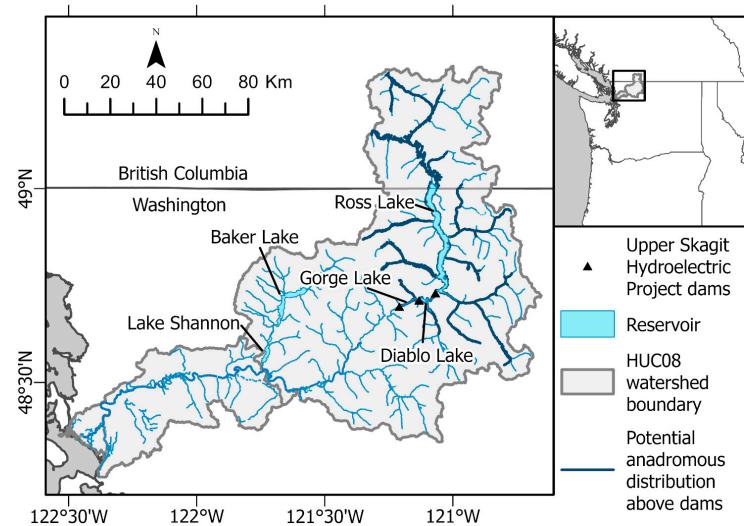 N
0 20 40 60 80 Km
British Columbia
Washington
49°N
48°30'N
Ross Lake
Baker Lake
Gorge Lake
Lake Shannon
Diablo Lake
122°30'W
122°W
121°30'W
121°W
Upper Skagit
Hydroelectric
Project dams
Reservoir
HUC08
watershed
boundary
Potential
anadromous
distribution
above dams